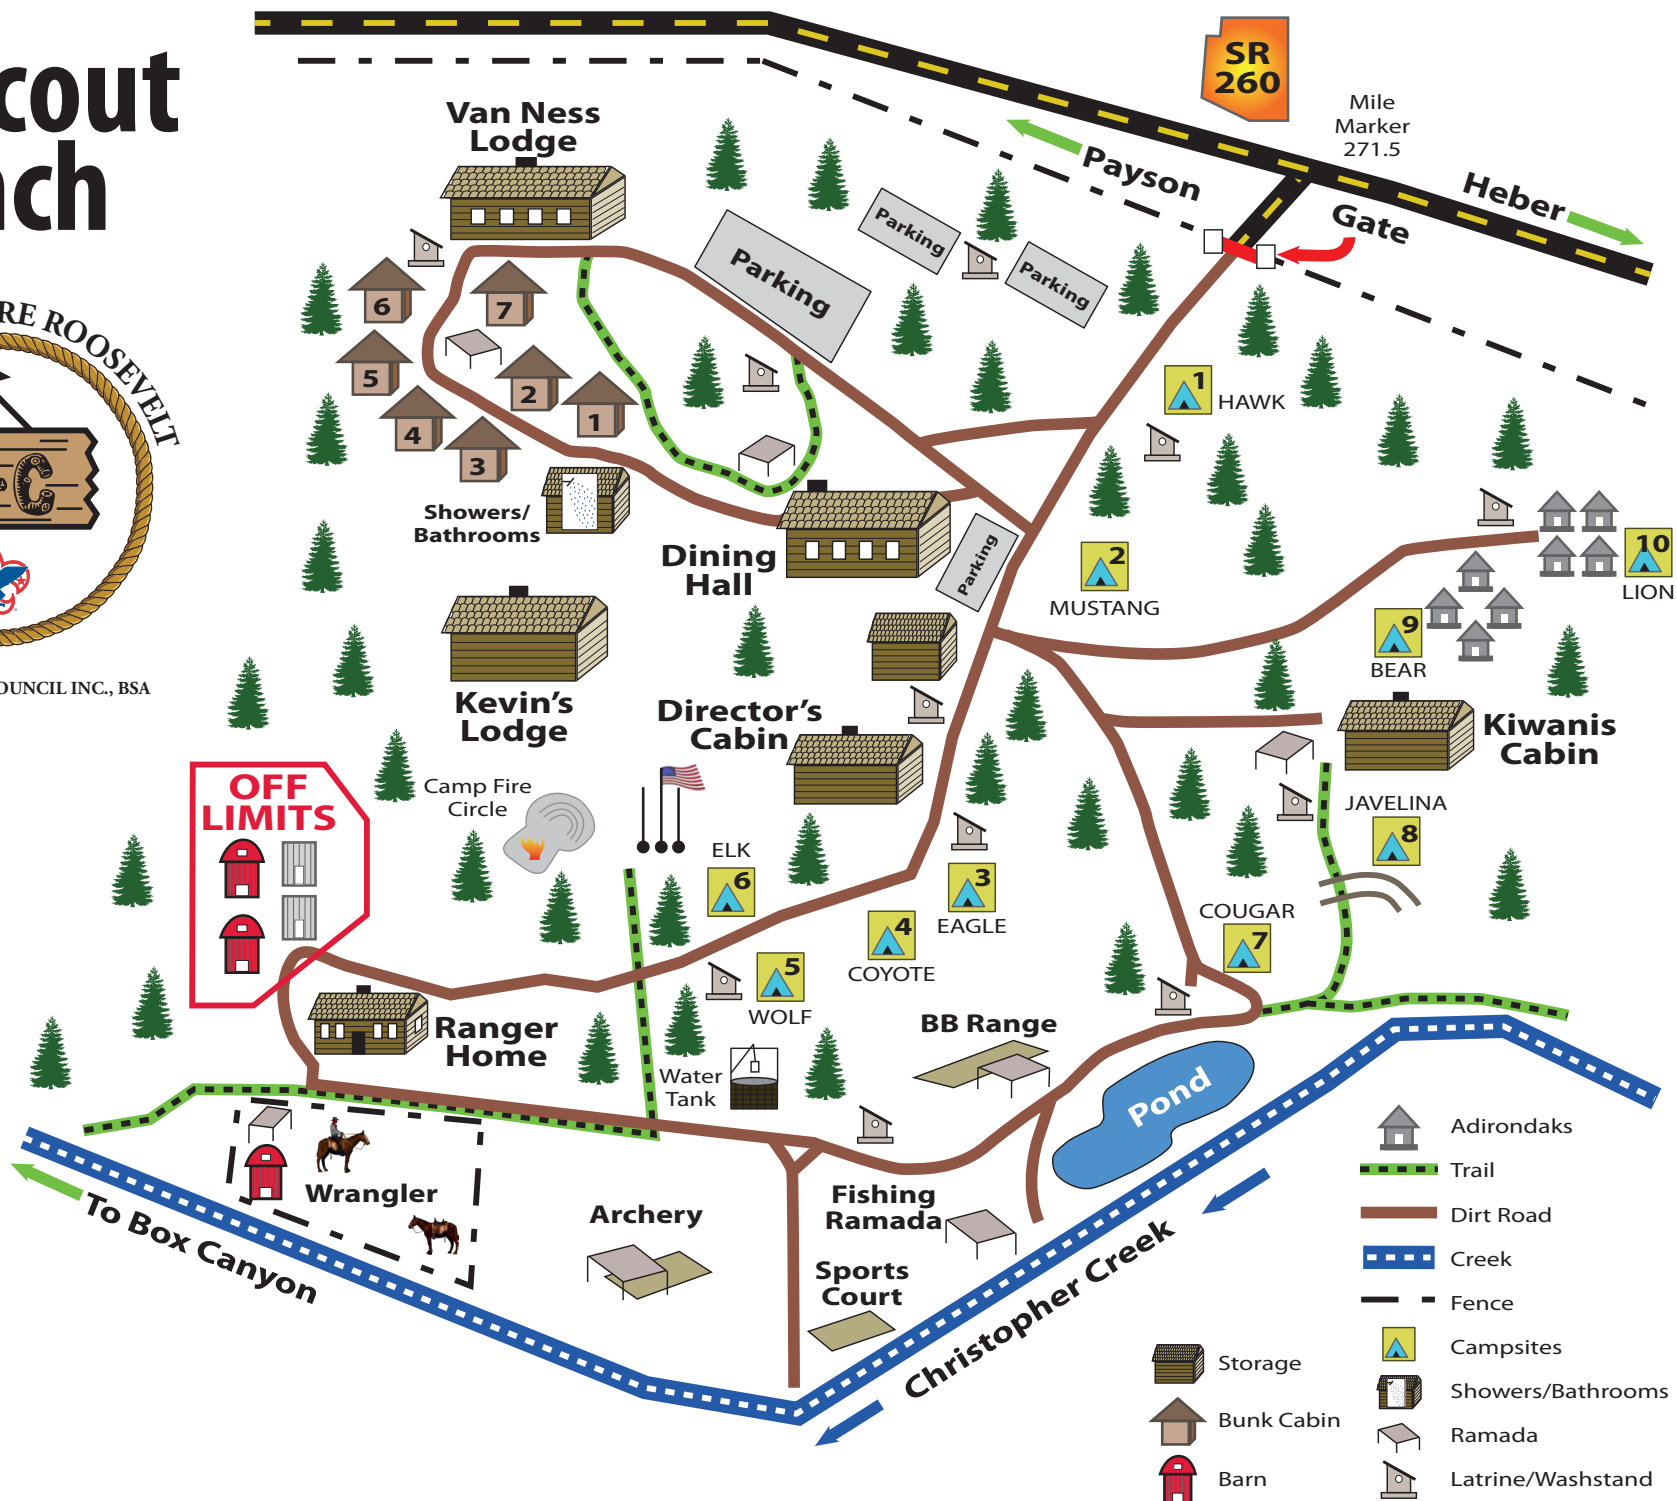 cout
ch
RE ROOSEVELT
C
OUNCIL INC., BSA
SR
260
Mile
Marker
271.5
Payson
Heber
Gate
Van Ness
Lodge
Parking
Parking
Parking
6
7
5
2
1
4
3
1
HAWK
Showers/
Bathrooms
Dining
Hall
Parking
2
MUSTANG
10
LION
9
BEAR
Kevin's
Lodge
Director's
Cabin
Kiwanis
Cabin
OFF
LIMITS
Camp Fire
Circle
JAVELINA
8
ELK
6
3
EAGLE
4
COYOTE
COUGAR
7
5
WOLF
Ranger
Home
BB Range
Water
Tank
Pond
Wrangler
To Box Canyon
Archery
Fishing
Ramada
Sports
Court
Christopher Creek
Adirondaks
Trail
Dirt Road
Creek
Fence
Campsites
Showers/Bathrooms
Ramada
Latrine/Washstand
Storage
Bunk Cabin
Barn